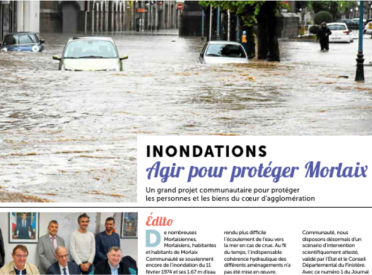 INONDATIONS
Agir pour protéger Morlaix
Un grand projet communautaire pour protéger
les personnes et les biens du cœur d'agglomération
Édito
De nombreuses
Morlaisiennes,
Morlaisiens, habitantes
et habitants de Morlaix
Communauté se souviennent
encore de l'inondation du 11
février 1974 et ses 1,67 m d'eau
rendu plus difficile
l'écoulement de l'eau vers
la mer en cas de crue. Au fil
du temps, l'indispensable
cohérence hydraulique des
différents aménagements n'a
pas été mise en œuvre.
Communauté, nous
disposons désormais d'un
scénario d'intervention
scientifiquement attesté,
validé par l'État et le Conseil
Départemental du Finistère.
Avec ce numéro 1 du Journal